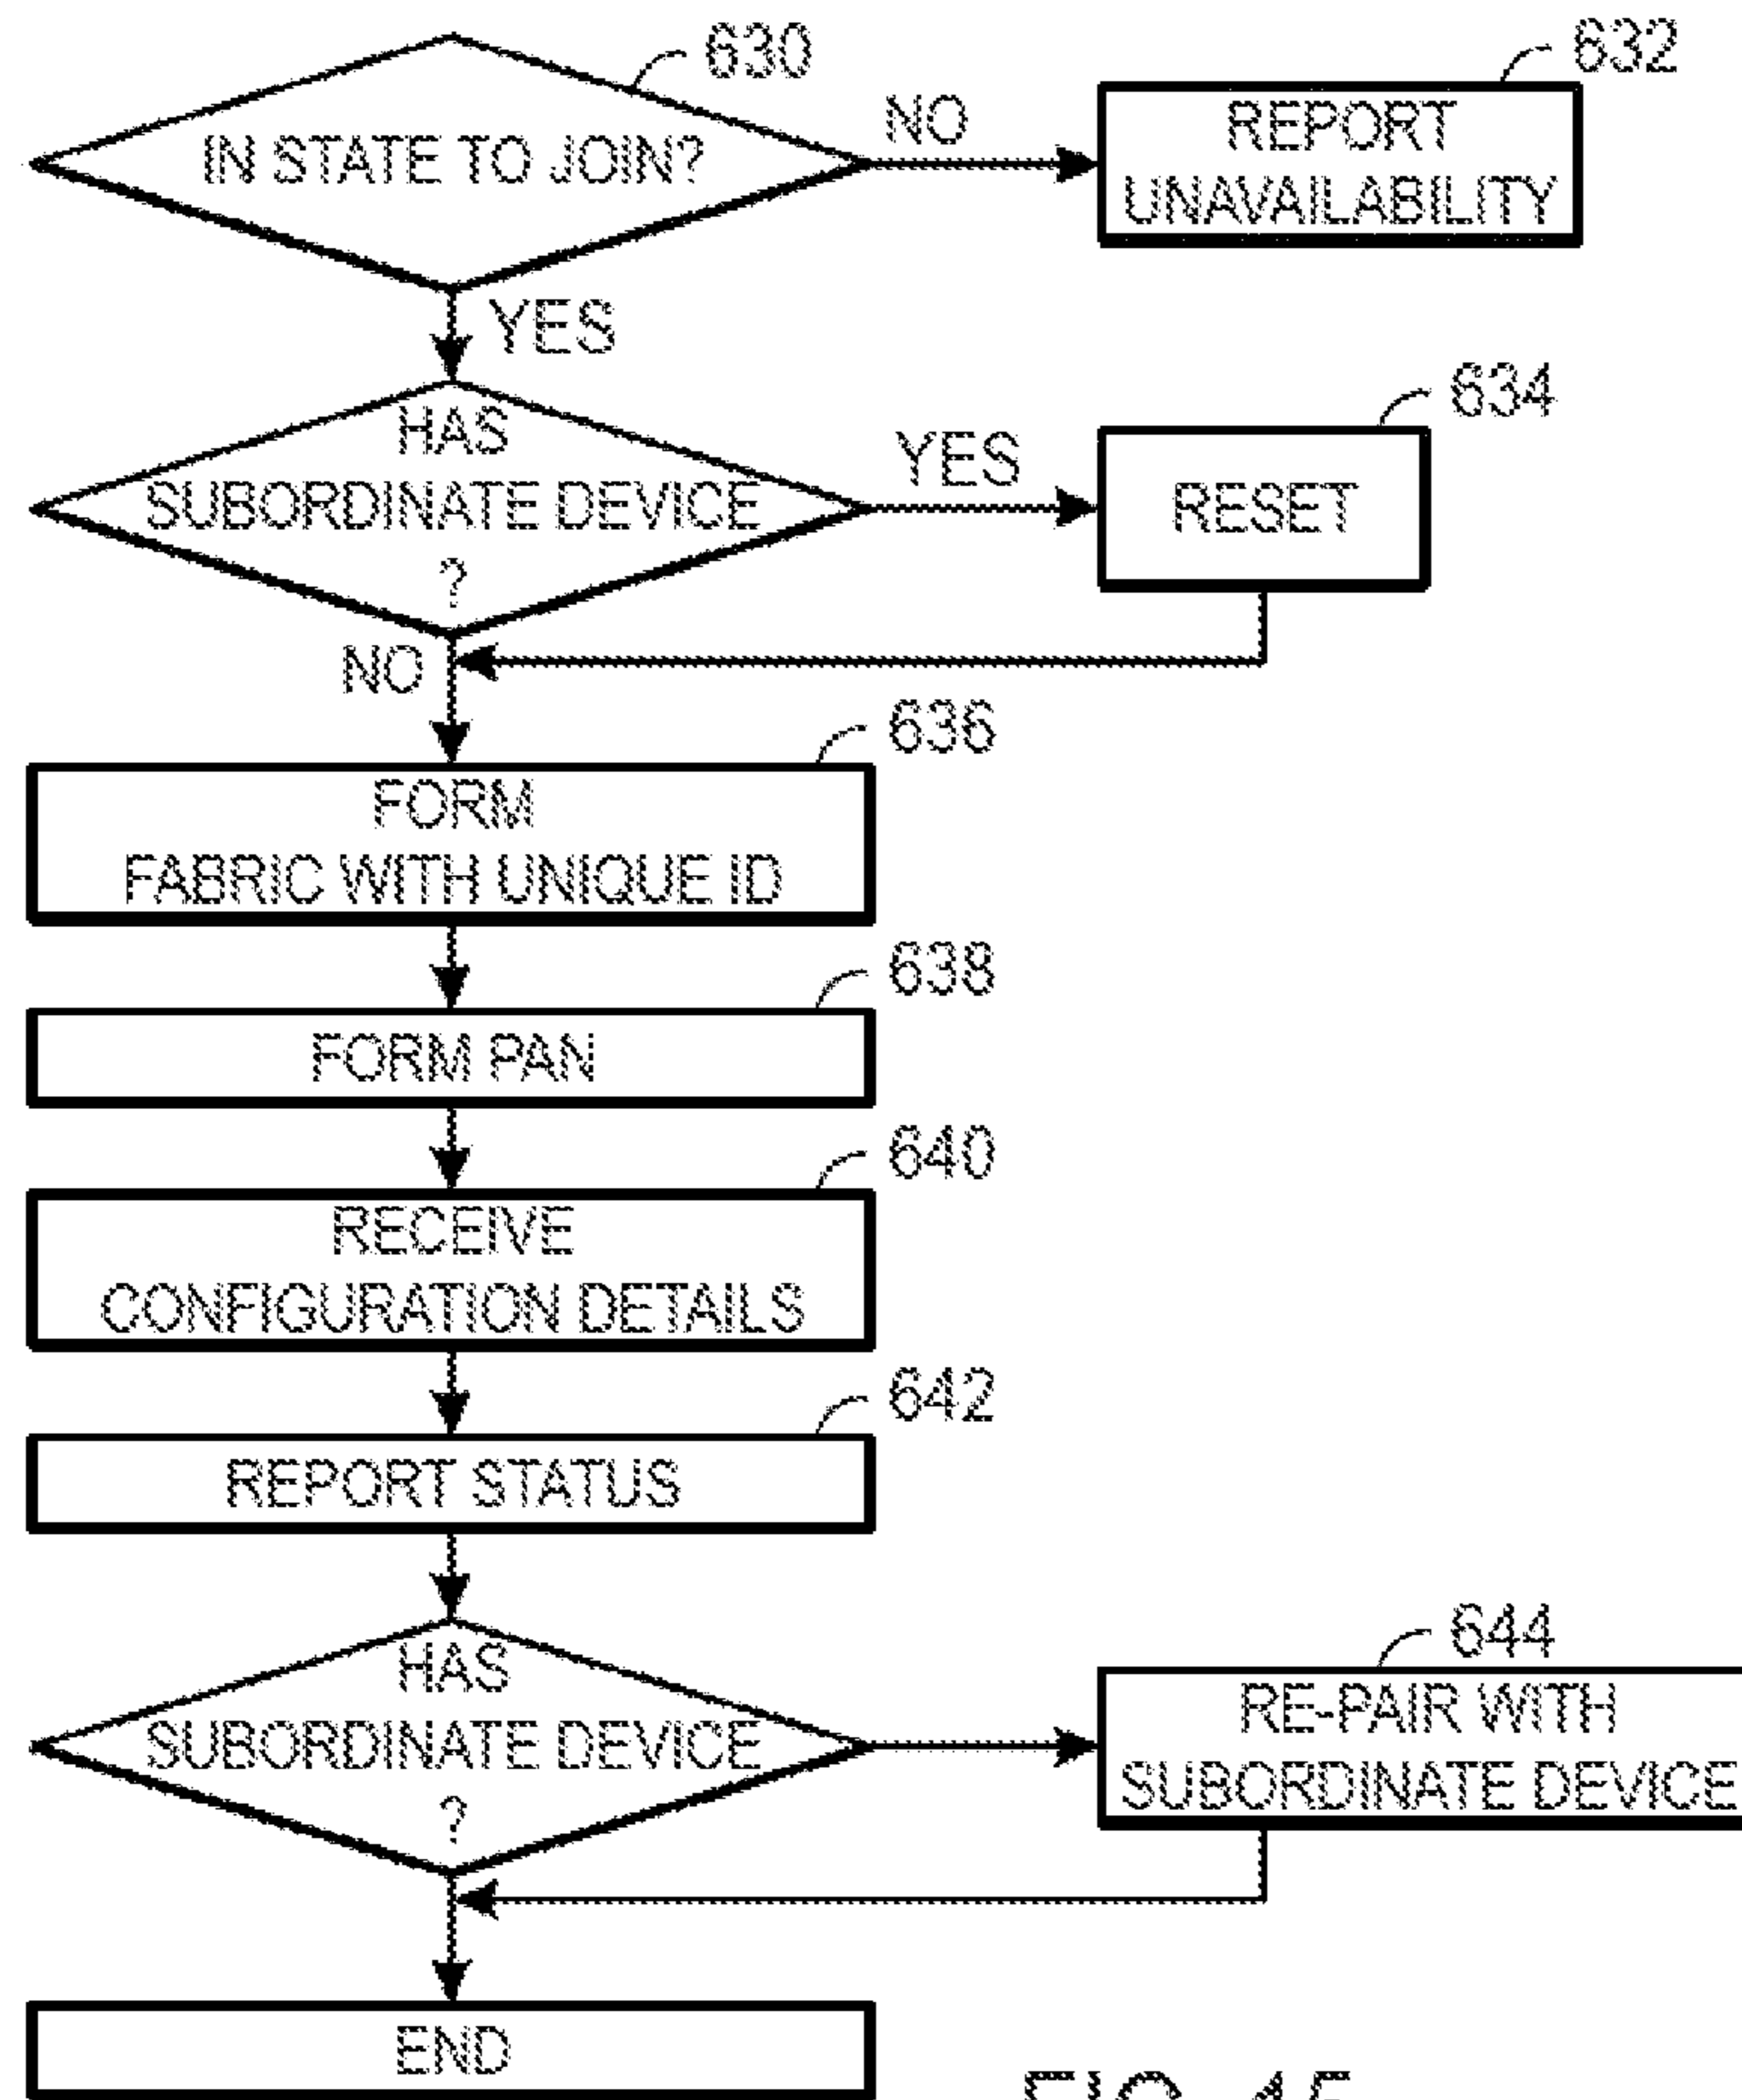 630
IN STATE TO JOIN?
NO
632
REPORT
UNAVAILABILITY
YES
HAS
SUBORDINATE DEVICE
?
YES
634
RESET
NO
636
FORM
FABRIC WITH UNIQUE ID
638
FORM PAN
640
RECEIVE
CONFIGURATION DETAILS
642
REPORT STATUS
HAS
SUBORDINATE DEVICE
?
644
RE-PAIR WITH
SUBORDINATE DEVICE
END
FIG. 15